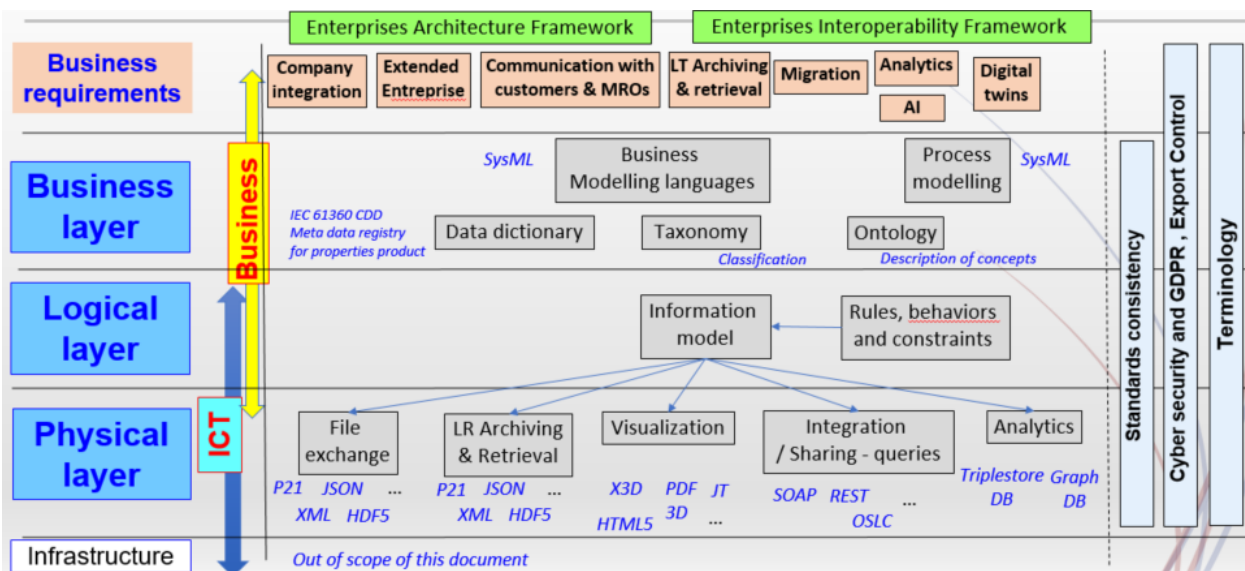 Enterprises Architecture Framework
Enterprises Interoperability Framework
Business
requirements
Company
integration
Extended
Entreprise
Communication with
customers & MROs
LT Archiving
& retrieval
Migration
Analytics
AI
Digital
twins
Business
layer
Business
SysML
Business
Modelling languages
Process
modelling
SysML
IEC 61360 CDD
Meta data registry
for properties product
Data dictionary
Taxonomy
Classification
Ontology
Description of concepts
Logical
layer
Information
model
Rules, behaviors
and constraints
Physical
layer
ICT
File
exchange
P21 JSON ...
XML HDF5
LR Archiving
& Retrieval
P21 JSON ...
XML HDF5
Visualization
X3D PDF JT
HTML5 3D ...
Integration
/ Sharing - queries
SOAP REST ...
OSLC
Analytics
Triplestore
DB
Graph
DB
Infrastructure
Out of scope of this document
Standards consistency
Cyber security and GDPR , Export Control
Terminology